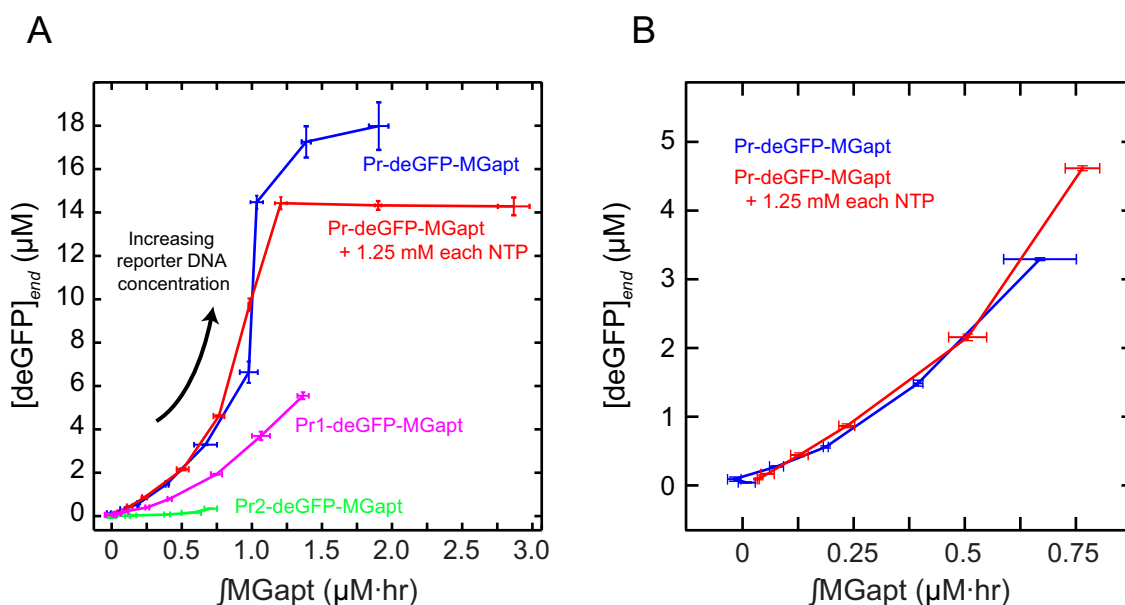 A
[deGFP]end (µM)
18
16
14
12
10
8
6
4
2
0
Pr-deGFP-MGapt
Pr-deGFP-MGapt
+ 1.25 mM each NTP
Increasing
reporter DNA
concentration
Pr1-deGFP-MGapt
Pr2-deGFP-MGapt
0 0.5 1.0 1.5 2.0 2.5 3.0
∫MGapt (µM·hr)
B
[deGFP]end (µM)
5
4
3
2
1
0
Pr-deGFP-MGapt
Pr-deGFP-MGapt
+ 1.25 mM each NTP
0 0.25 0.5 0.75
∫MGapt (µM·hr)